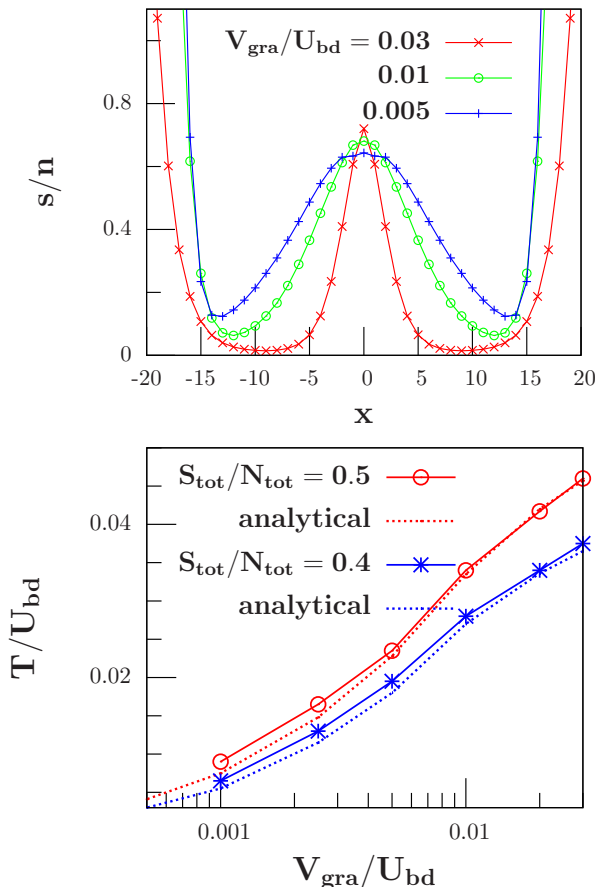 V_gra/U_bd = 0.03
0.01
0.005
s/n
0.8
0.4
0
-20 -15 -10 -5 0 5 10 15 20
x
S_tot/N_tot = 0.5
analytical
S_tot/N_tot = 0.4
analytical
T/U_bd
0.04
0.02
0.001 0.01
V_gra/U_bd